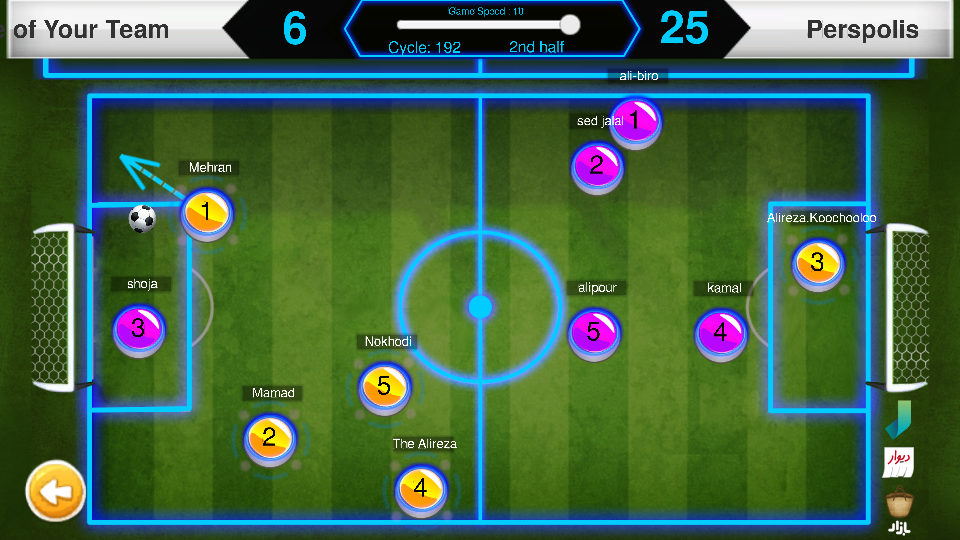 of Your Team
6
Game Speed : 10
Cycle: 192
2nd half
25
Perspolis
ali-biro
1
sed jalal
2
Mehran
1
Alireza.Koochooloo
3
shoja
3
alipour
5
kamal
4
Nokhodi
5
Mamad
2
The Alireza
4
دیوار
بازار